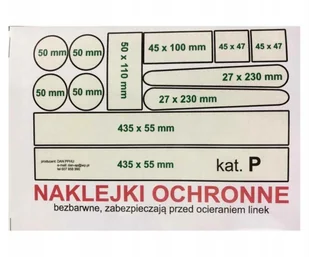 50 mm 50 mm
50 x 110 mm
45 x 100 mm
45 x 47
45 x 47
50 mm 50 mm
27 x 230 mm
27 x 230 mm
435 x 55 mm
435 x 55 mm
kat. P
NAKLEJKI OCHRONNE
bezbarwne, zabezpieczają przed ocieraniem linek